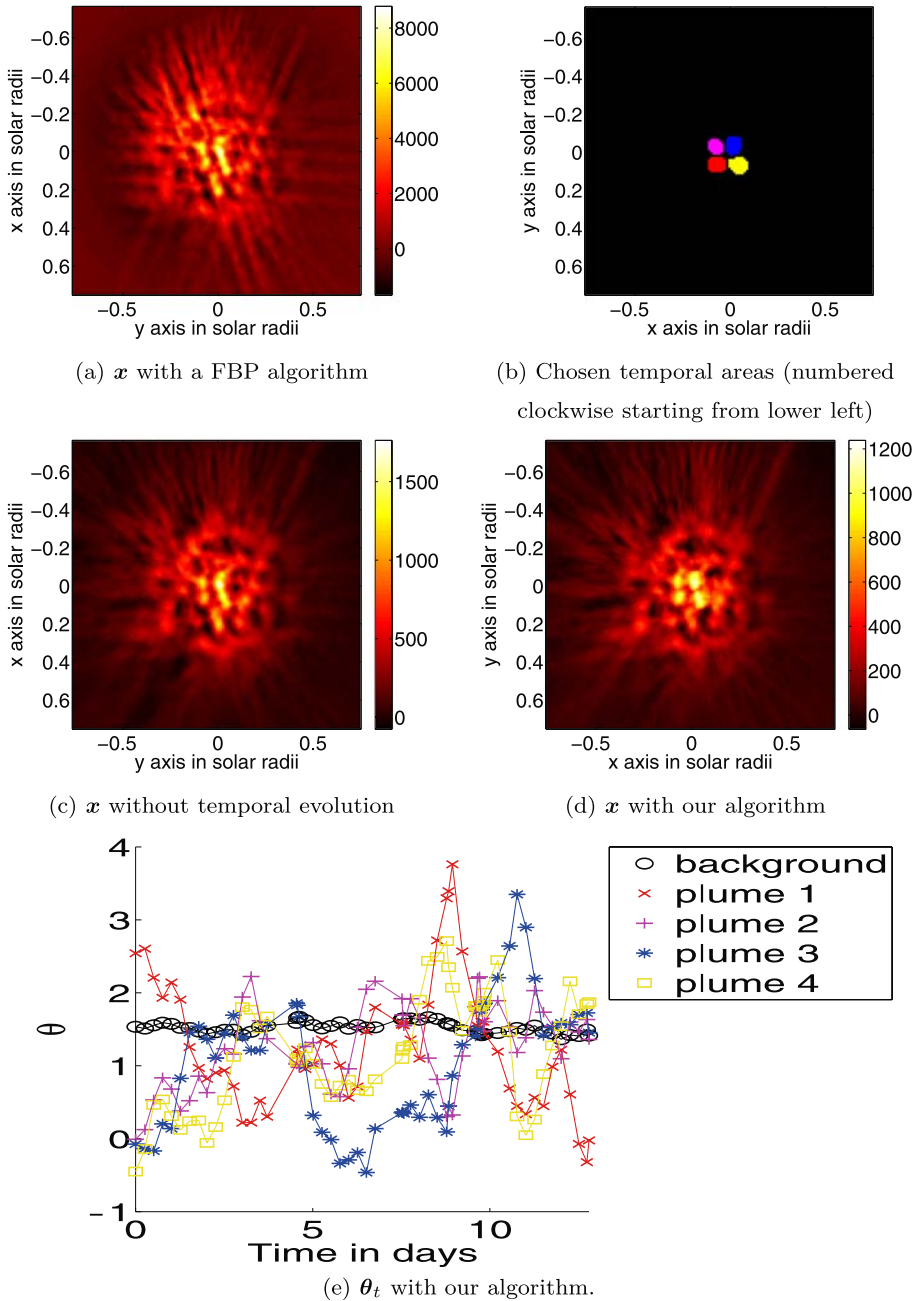 8000
6000
4000
2000
0
−0.6
−0.4
−0.2
0
0.2
0.4
0.6
x axis in solar radii
−0.5 0 0.5
y axis in solar radii
(a) x with a FBP algorithm
−0.6
−0.4
−0.2
0
0.2
0.4
0.6
y axis in solar radii
−0.5 0 0.5
x axis in solar radii
(b) Chosen temporal areas (numbered
clockwise starting from lower left)
−0.6
−0.4
−0.2
0
0.2
0.4
0.6
x axis in solar radii
−0.5 0 0.5
y axis in solar radii
1500
1000
500
0
(c) x without temporal evolution
−0.6
−0.4
−0.2
0
0.2
0.4
0.6
y axis in solar radii
−0.5 0 0.5
x axis in solar radii
1200
1000
800
600
400
200
0
(d) x with our algorithm
4
3
2
1
0
−1
θ
0 5 10
Time in days
background
plume 1
plume 2
plume 3
plume 4
(e) θt with our algorithm.